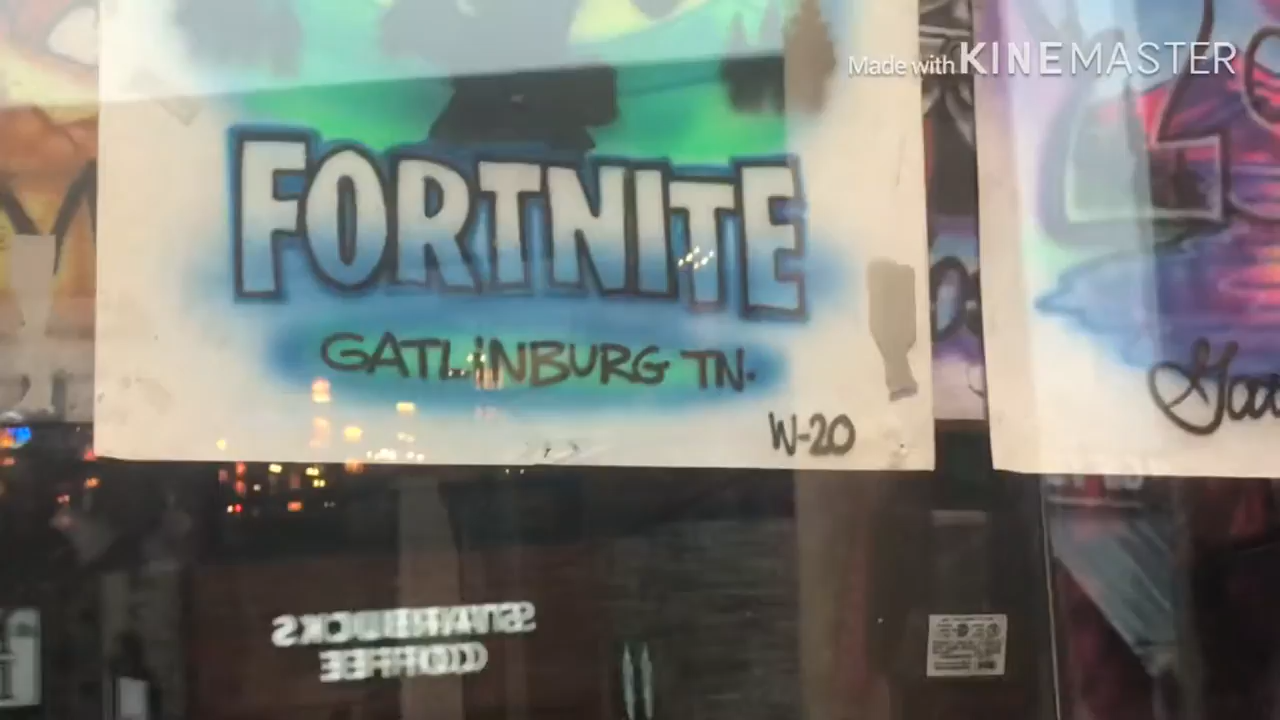 Made with KINEMASTER
FORTNITE
GATLINBURG TN.
W-20
STARBUCKS
COFFEE